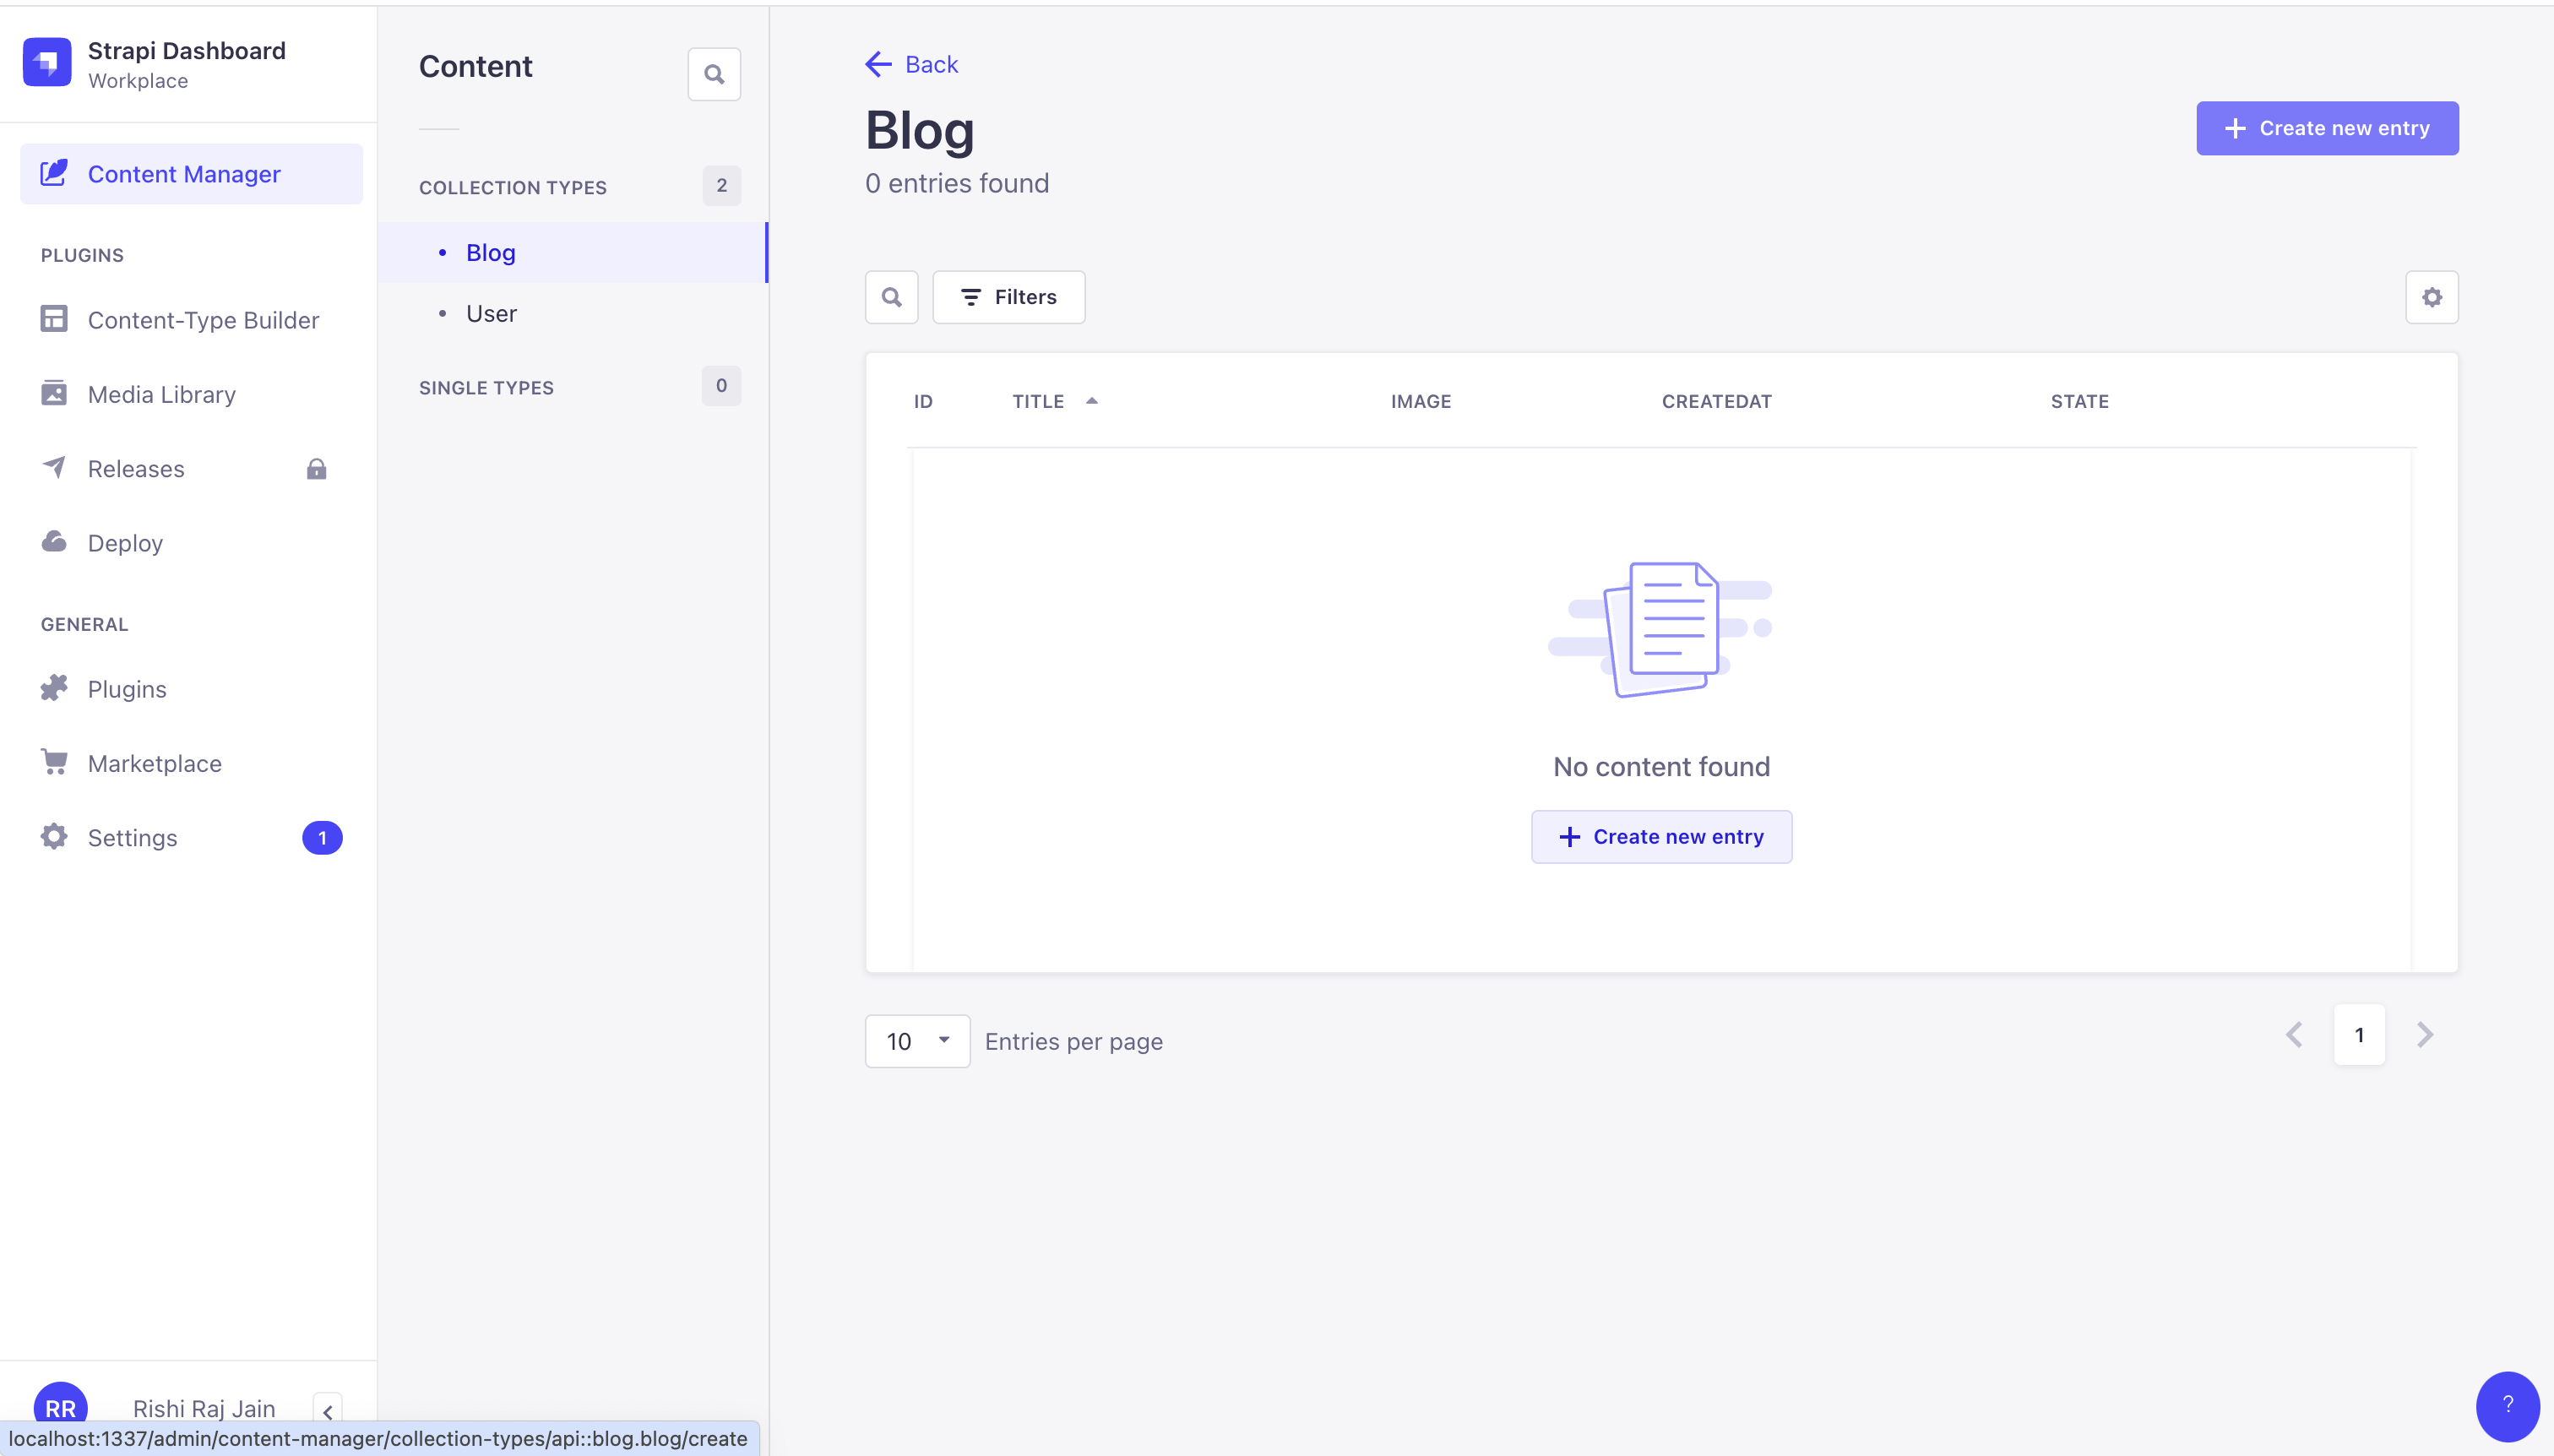 Strapi Dashboard
Workplace
Content Manager
PLUGINS
Content-Type Builder
Media Library
Releases
Deploy
GENERAL
Plugins
Marketplace
Settings
1
RR
Rishi Raj Jain
localhost:1337/admin/content-manager/collection-types/api::blog.blog/create
Content
COLLECTION TYPES
2
Blog
User
SINGLE TYPES
0
Back
Blog
0 entries found
Create new entry
Filters
ID TITLE IMAGE CREATEDAT STATE
No content found
Create new entry
10
Entries per page
1
?